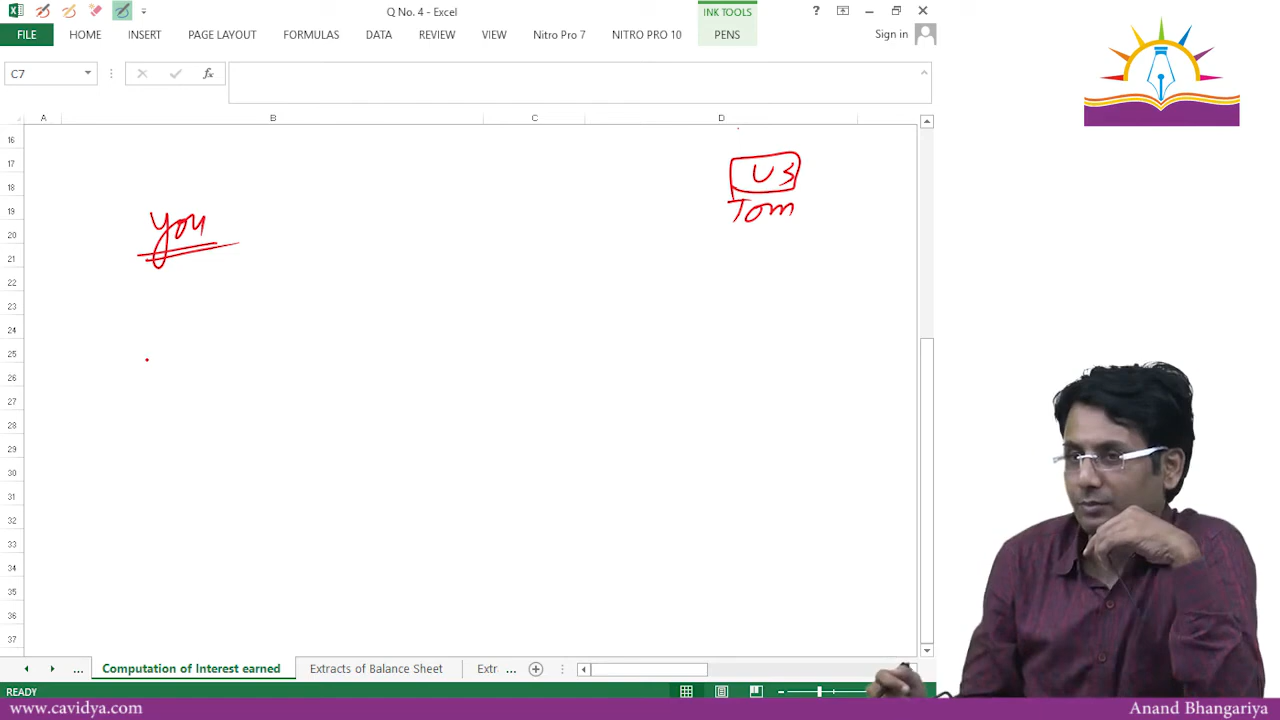 Q No. 4 - Excel
INK TOOLS
?
FILE
HOME
INSERT
PAGE LAYOUT
FORMULAS
DATA
REVIEW
VIEW
Nitro Pro 7
NITRO PRO 10
PENS
Sign in
C7
fx
A
B
C
D
16
17
18
19
20
21
22
23
24
25
26
27
28
29
30
31
32
33
34
35
36
37
US
Tom
You
...
Computation of Interest earned
Extracts of Balance Sheet
Extr ...
READY
www.cavidya.com
Anand Bhangariya